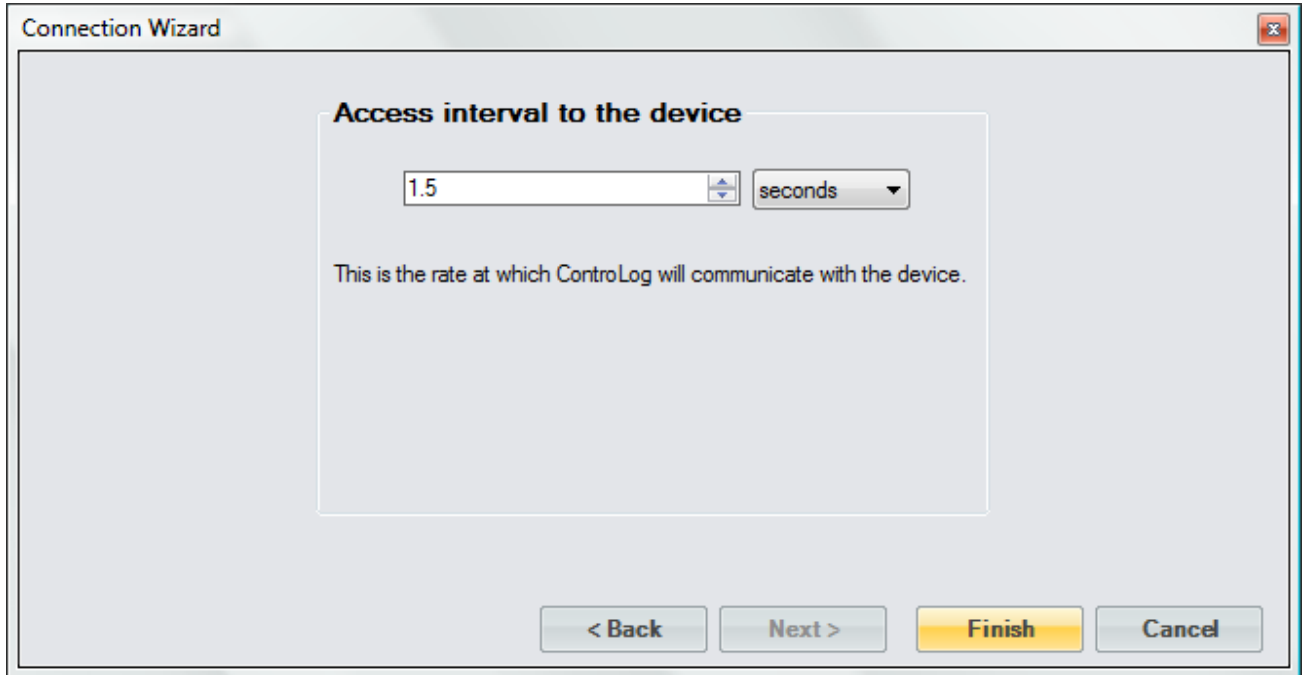 Connection Wizard
Access interval to the device
1.5
seconds
This is the rate at which ControLog will communicate with the device.
< Back
Next >
Finish
Cancel